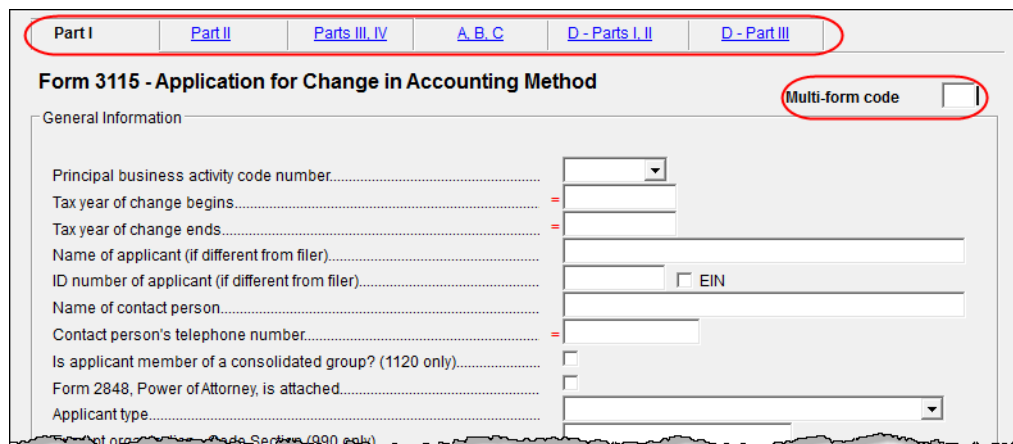 Part I Part II Parts III, IV A, B, C D - Parts I, II D - Part III
Form 3115 - Application for Change in Accounting Method
Multi-form code
General Information
Principal business activity code number
Tax year of change begins =
Tax year of change ends =
Name of applicant (if different from filer)
ID number of applicant (if different from filer) EIN
Name of contact person
Contact person's telephone number =
Is applicant member of a consolidated group? (1120 only)
Form 2848, Power of Attorney, is attached
Applicant type
Code Section (990 only)